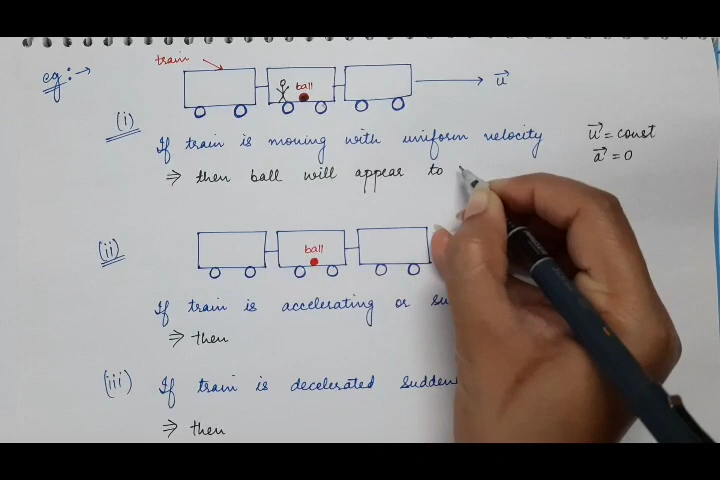 eg:→
train
ball
u⃗
(i)
If train is moving with uniform velocity
u⃗ = const
a⃗ = 0
⇒ then ball will appear to
(ii)
ball
If train is accelerating or
⇒ then
(iii)
If train is decelerated
⇒ then